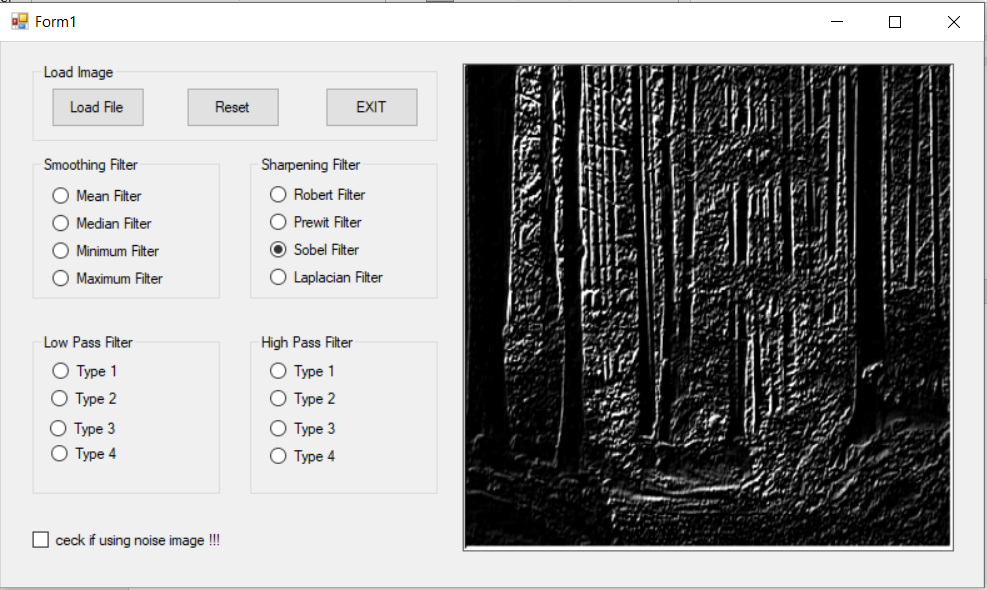 Form1
Load Image
Load File Reset EXIT
Smoothing Filter
Mean Filter
Median Filter
Minimum Filter
Maximum Filter
Sharpening Filter
Robert Filter
Prewit Filter
Sobel Filter
Laplacian Filter
Low Pass Filter
Type 1
Type 2
Type 3
Type 4
High Pass Filter
Type 1
Type 2
Type 3
Type 4
ceck if using noise image !!!